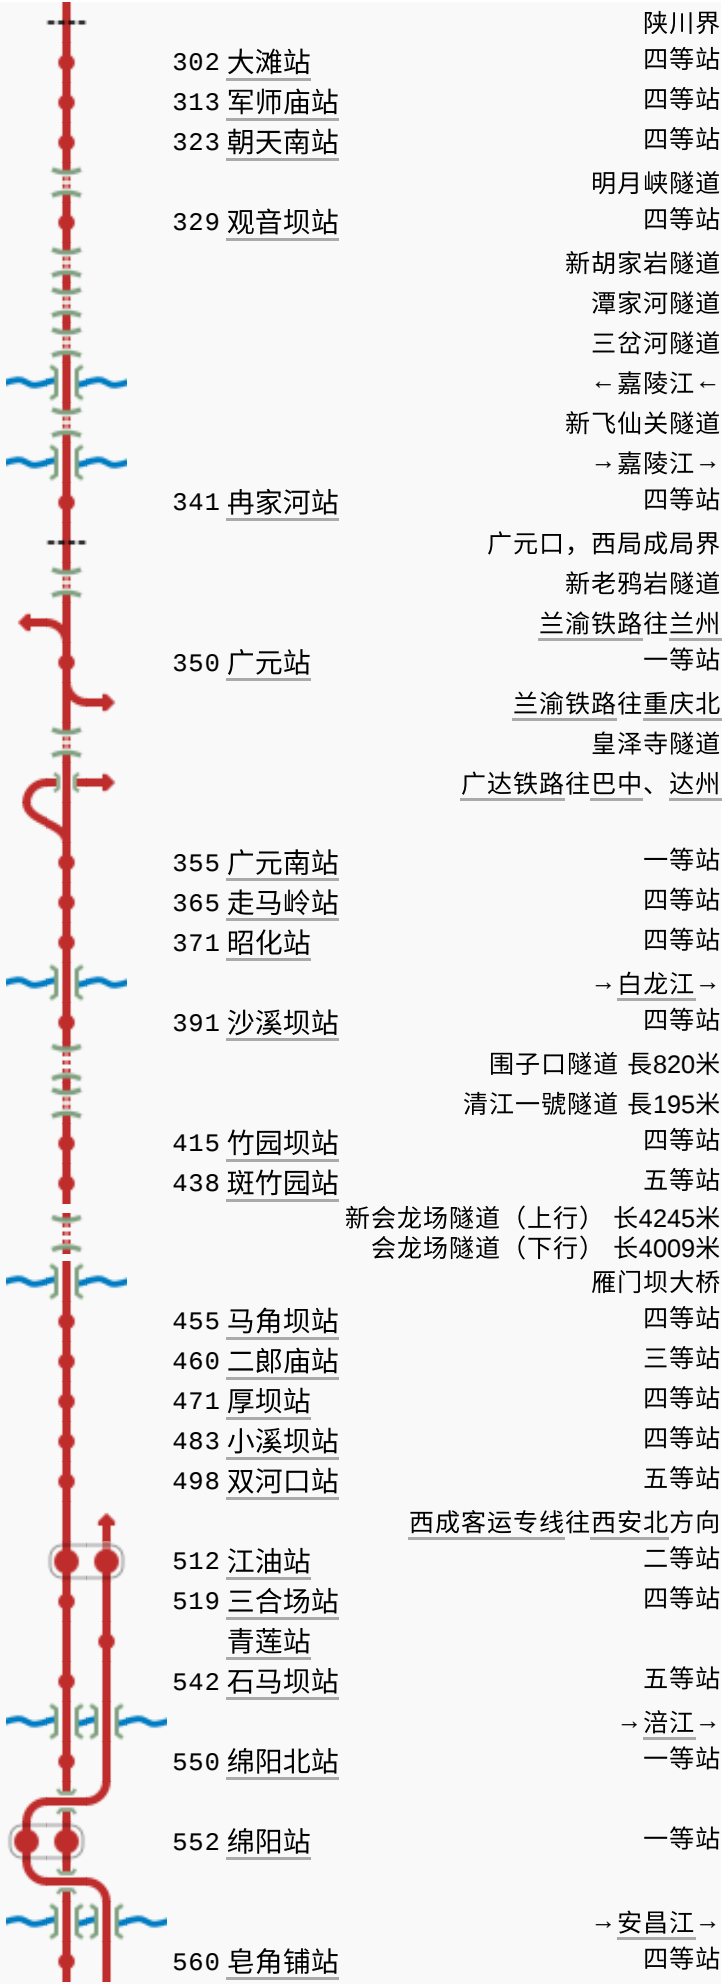 陕川界
302 大滩站 四等站
313 军师庙站 四等站
323 朝天南站 四等站
明月峡隧道
329 观音坝站 四等站
新胡家岩隧道
潭家河隧道
三岔河隧道
←嘉陵江←
新飞仙关隧道
→嘉陵江→
341 冉家河站 四等站
广元口，西局成局界
新老鸦岩隧道
兰渝铁路往兰州
350 广元站 一等站
兰渝铁路往重庆北
皇泽寺隧道
广达铁路往巴中、达州
355 广元南站 一等站
365 走马岭站 四等站
371 昭化站 四等站
→白龙江→
391 沙溪坝站 四等站
围子口隧道 長820米
清江一號隧道 長195米
415 竹园坝站 四等站
438 斑竹园站 五等站
新会龙场隧道（上行） 长4245米
会龙场隧道（下行） 长4009米
雁门坝大桥
455 马角坝站 四等站
460 二郎庙站 三等站
471 厚坝站 四等站
483 小溪坝站 四等站
498 双河口站 五等站
西成客运专线往西安北方向
512 江油站 二等站
519 三合场站 四等站
青莲站
542 石马坝站 五等站
→涪江→
550 绵阳北站 一等站
552 绵阳站 一等站
→安昌江→
560 皂角铺站 四等站